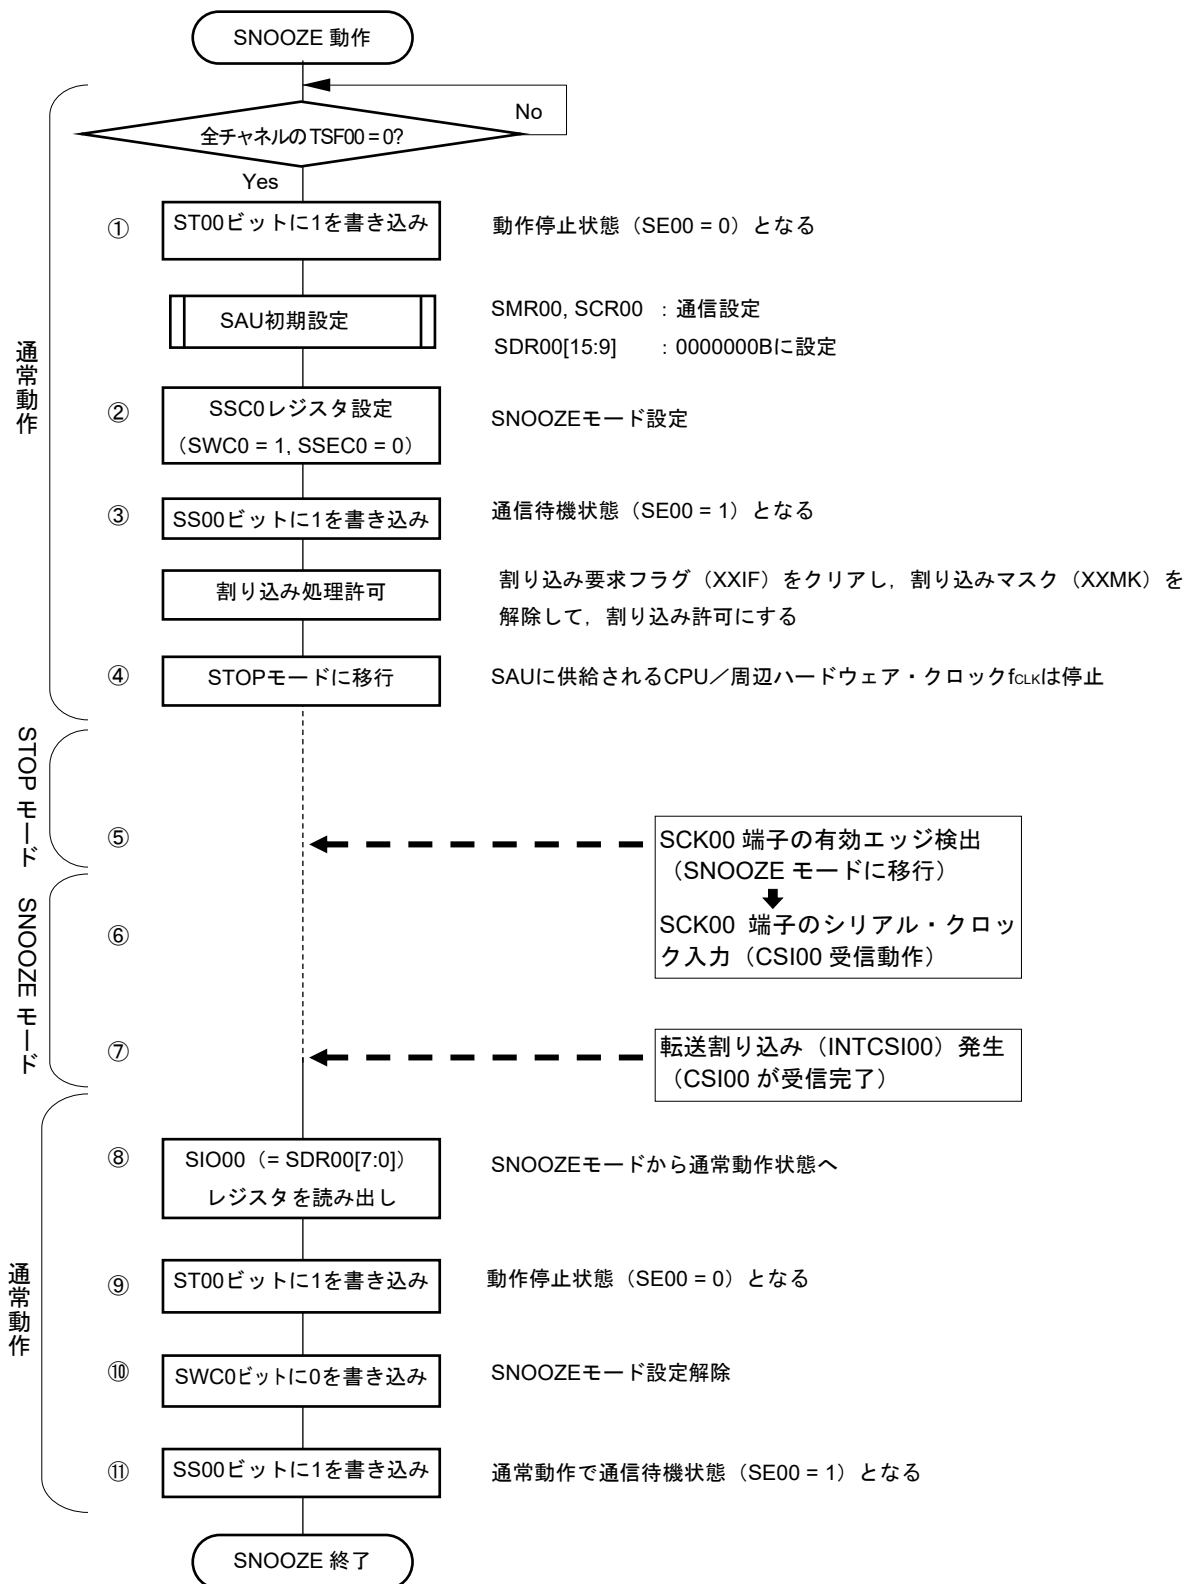 SNOOZE 動作
No
全チャネルのTSF00 = 0?
Yes
通常動作
① ST00ビットに1を書き込み 動作停止状態（SE00 = 0）となる
SAU初期設定
SMR00, SCR00 ：通信設定
SDR00[15:9] ：0000000Bに設定
② SSC0レジスタ設定
（SWC0 = 1, SSEC0 = 0）
SNOOZEモード設定
③ SS00ビットに1を書き込み 通信待機状態（SE00 = 1）となる
割り込み処理許可
割り込み要求フラグ（XXIF）をクリアし，割り込みマスク（XXMK）を
解除して，割り込み許可にする
④ STOPモードに移行 SAUに供給されるCPU／周辺ハードウェア・クロックfCLKは停止
STOP モード
⑤
SCK00 端子の有効エッジ検出
（SNOOZE モードに移行）
SNOOZE モード
⑥
SCK00 端子のシリアル・クロッ
ク入力（CSI00 受信動作）
⑦
転送割り込み（INTCSI00）発生
（CSI00 が受信完了）
通常動作
⑧ SIO00（= SDR00[7:0]）
レジスタを読み出し
SNOOZEモードから通常動作状態へ
⑨ ST00ビットに1を書き込み 動作停止状態（SE00 = 0）となる
⑩ SWC0ビットに0を書き込み SNOOZEモード設定解除
⑪ SS00ビットに1を書き込み 通常動作で通信待機状態（SE00 = 1）となる
SNOOZE 終了